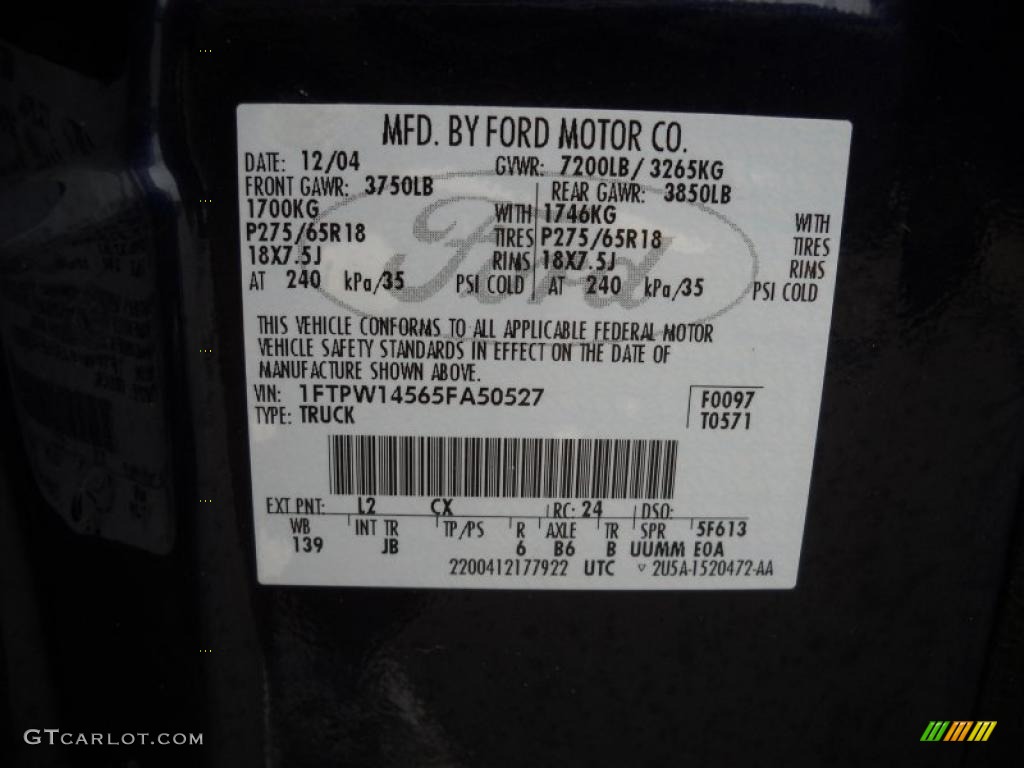 MFD. BY FORD MOTOR CO.
DATE: 12/04 GVWR: 7200LB/ 3265KG
FRONT GAWR: 3750LB REAR GAWR: 3850LB
1700KG WITH 1746KG WITH
P275/65R18 TIRES P275/65R18 TIRES
18X7.5J RIMS 18X7.5J RIMS
AT 240 kPa/35 PSI COLD AT 240 kPa/35 PSI COLD
Ford
THIS VEHICLE CONFORMS TO ALL APPLICABLE FEDERAL MOTOR
VEHICLE SAFETY STANDARDS IN EFFECT ON THE DATE OF
MANUFACTURE SHOWN ABOVE.
VIN: 1FTPW14565FA50527 F0097
TYPE: TRUCK T0571
EXT PNT: L2 CX RC: 24 DSO:
WB INT TR TP/PS R AXLE TR SPR 5F613
139 JB 6 B6 B UUMM EOA
2200412177922 UTC ▽ 2U5A-1520472-AA
GTCARLOT.COM